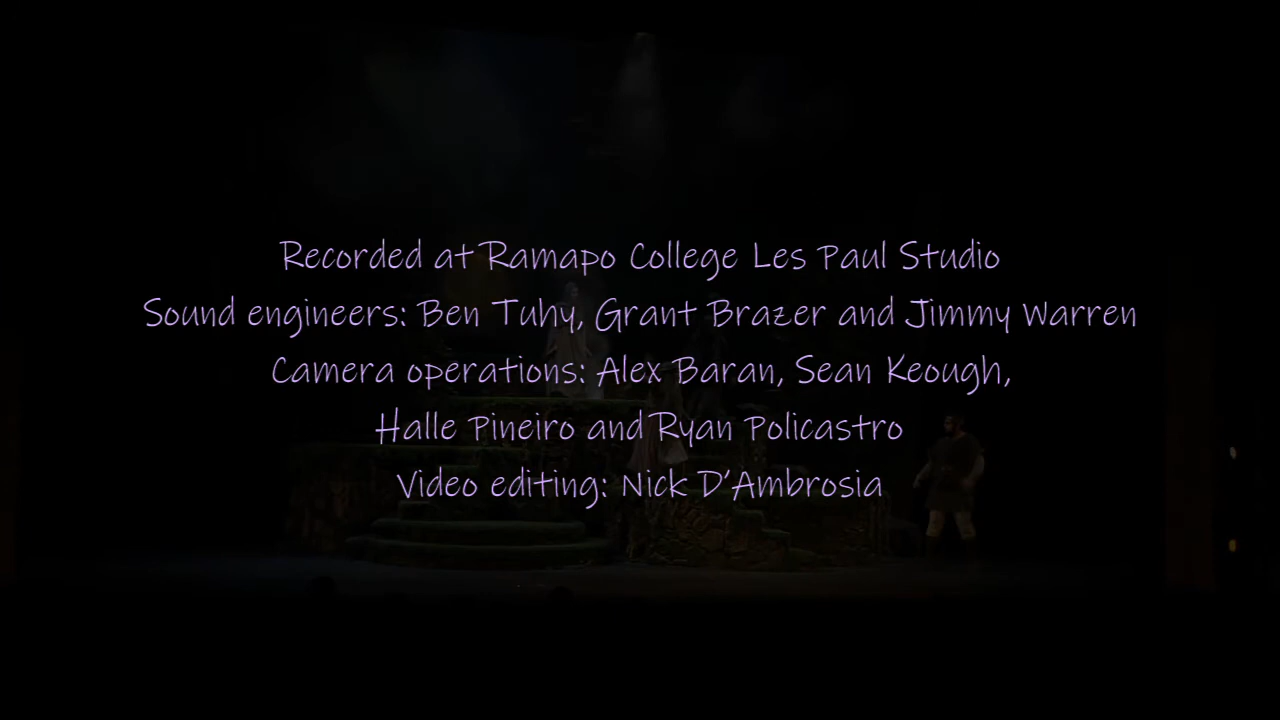 Recorded at Ramapo College Les Paul Studio
Sound engineers: Ben Tuhy, Grant Brazer and Jimmy Warren
Camera operations: Alex Baran, Sean Keough,
Halle Pineiro and Ryan Policastro
Video editing: Nick D'Ambrosia